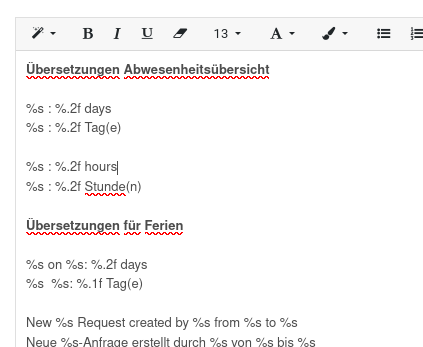 B I U 13 A
Übersetzungen Abwesenheitsübersicht
%s : %.2f days
%s : %.2f Tag(e)
%s : %.2f hours
%s : %.2f Stunde(n)
Übersetzungen für Ferien
%s on %s: %.2f days
%s  %s: %.1f Tag(e)
New %s Request created by %s from %s to %s
Neue %s-Anfrage erstellt durch %s von %s bis %s